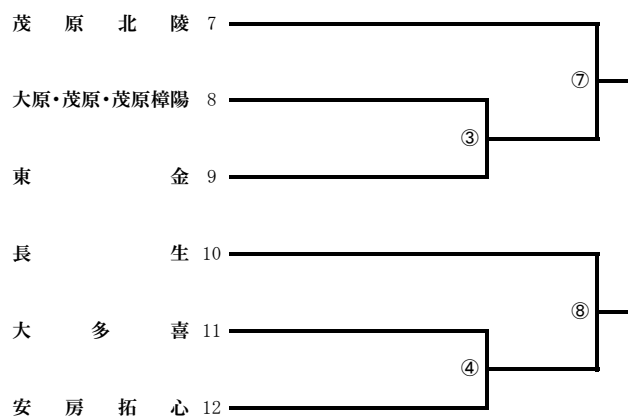 茂原北陵 7
⑦
大原・茂原・茂原樟陽 8
③
東金 9
長生 10
⑧
大多喜 11
④
安房拓心 12